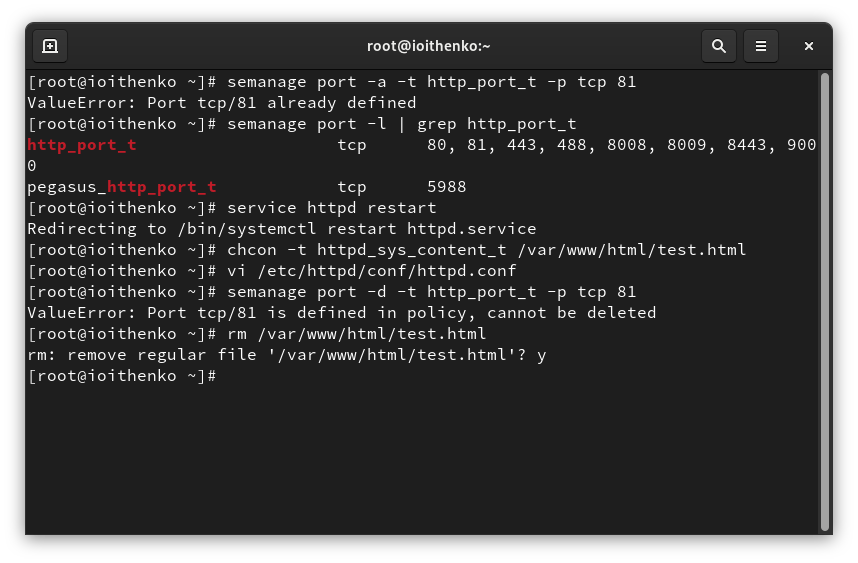 root@ioithenko:~
[root@ioithenko ~]# semanage port -a -t http_port_t -p tcp 81
ValueError: Port tcp/81 already defined
[root@ioithenko ~]# semanage port -l | grep http_port_t
http_port_t                    tcp      80, 81, 443, 488, 8008, 8009, 8443, 900
0
pegasus_http_port_t            tcp      5988
[root@ioithenko ~]# service httpd restart
Redirecting to /bin/systemctl restart httpd.service
[root@ioithenko ~]# chcon -t httpd_sys_content_t /var/www/html/test.html
[root@ioithenko ~]# vi /etc/httpd/conf/httpd.conf
[root@ioithenko ~]# semanage port -d -t http_port_t -p tcp 81
ValueError: Port tcp/81 is defined in policy, cannot be deleted
[root@ioithenko ~]# rm /var/www/html/test.html
rm: remove regular file '/var/www/html/test.html'? y
[root@ioithenko ~]#